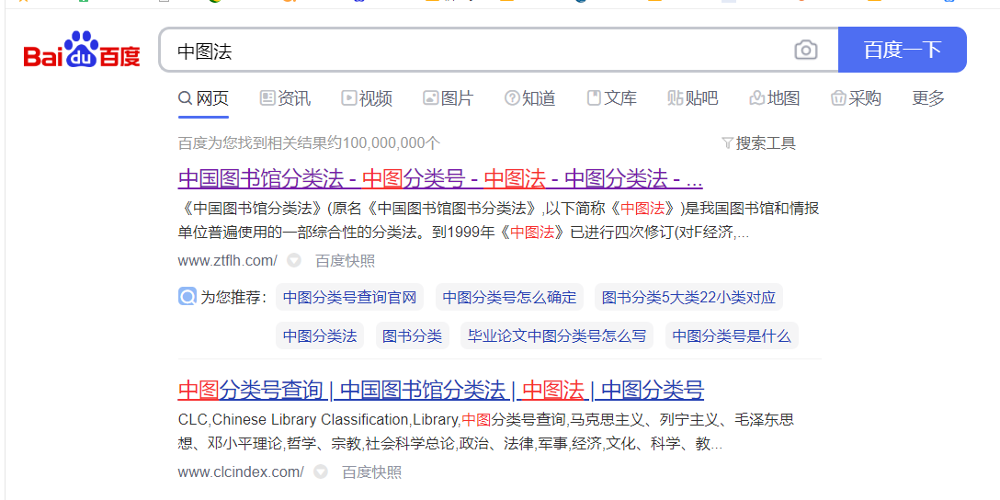 Bai du 百度
中图法
百度一下
网页 资讯 视频 图片 知道 文库 贴吧 地图 采购 更多
百度为您找到相关结果约100,000,000个 搜索工具
中国图书馆分类法 - 中图分类号 - 中图法 - 中图分类法 - ...
《中国图书馆分类法》(原名《中国图书馆图书分类法》,以下简称《中图法》)是我国图书馆和情报
单位普遍使用的一部综合性的分类法。到1999年《中图法》已进行四次修订(对F经济,...
www.ztflh.com/ 百度快照
为您推荐: 中图分类号查询官网 中图分类号怎么确定 图书分类5大类22小类对应
中图分类法 图书分类 毕业论文中图分类号怎么写 中图分类号是什么
中图分类号查询 | 中国图书馆分类法 | 中图法 | 中图分类号
CLC,Chinese Library Classification,Library,中图分类号查询,马克思主义、列宁主义、毛泽东思
想、邓小平理论,哲学、宗教,社会科学总论,政治、法律,军事,经济,文化、科学、教...
www.clcindex.com/ 百度快照